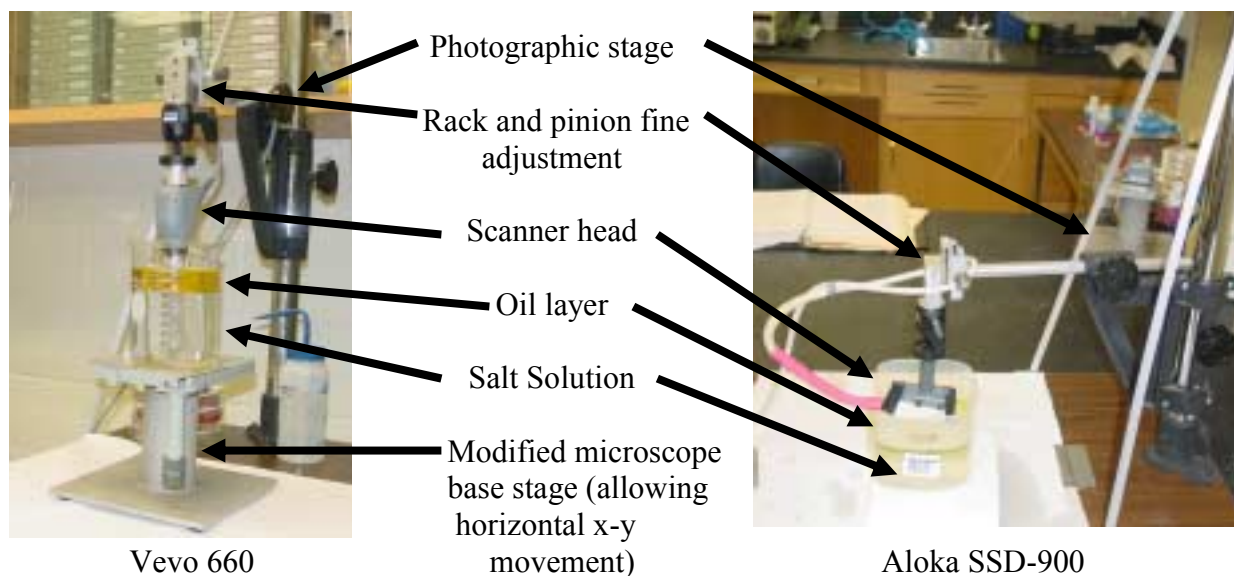 Photographic stage
Rack and pinion fine
adjustment
Scanner head
Oil layer
Salt Solution
Modified microscope
base stage (allowing
horizontal x-y
movement)
Vevo 660
Aloka SSD-900